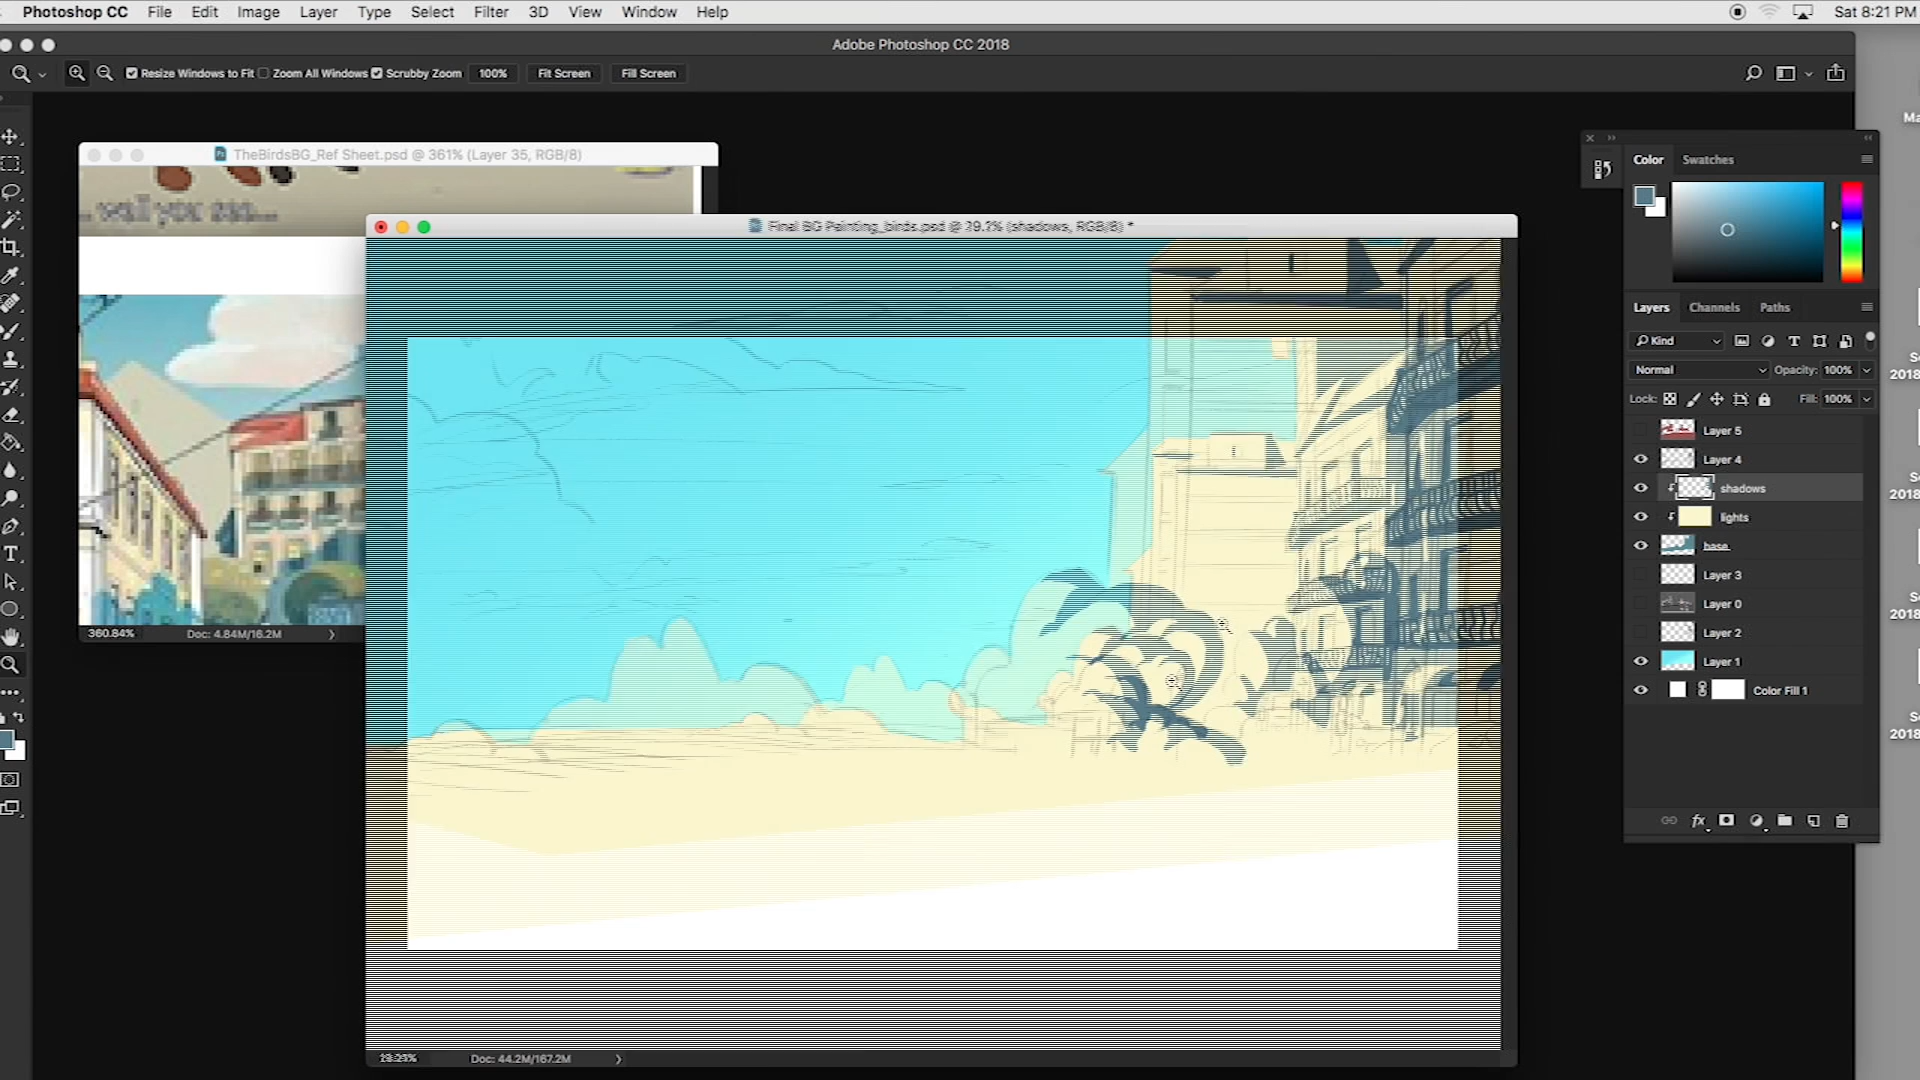 Photoshop CC File Edit Image Layer Type Select Filter 3D View Window Help Sat 8:21 PM
Adobe Photoshop CC 2018
Resize Windows to Fit Zoom All Windows Scrubby Zoom 100% Fit Screen Fill Screen
TheBirdsBG_Ref Sheet.psd @ 361% (Layer 35, RGB/8)
360.84% Doc: 4.84M/16.2M
Final BG Painting_birds.psd @ (shadows, RGB/8) *
Doc: 44.2M/167.2M
Color Swatches
Layers Channels Paths
Kind
Normal Opacity: 100%
Lock: Fill: 100%
Layer 5
Layer 4
shadows
lights
base
Layer 3
Layer 0
Layer 2
Layer 1
Color Fill 1
Ma
2018
2018
2018
2018